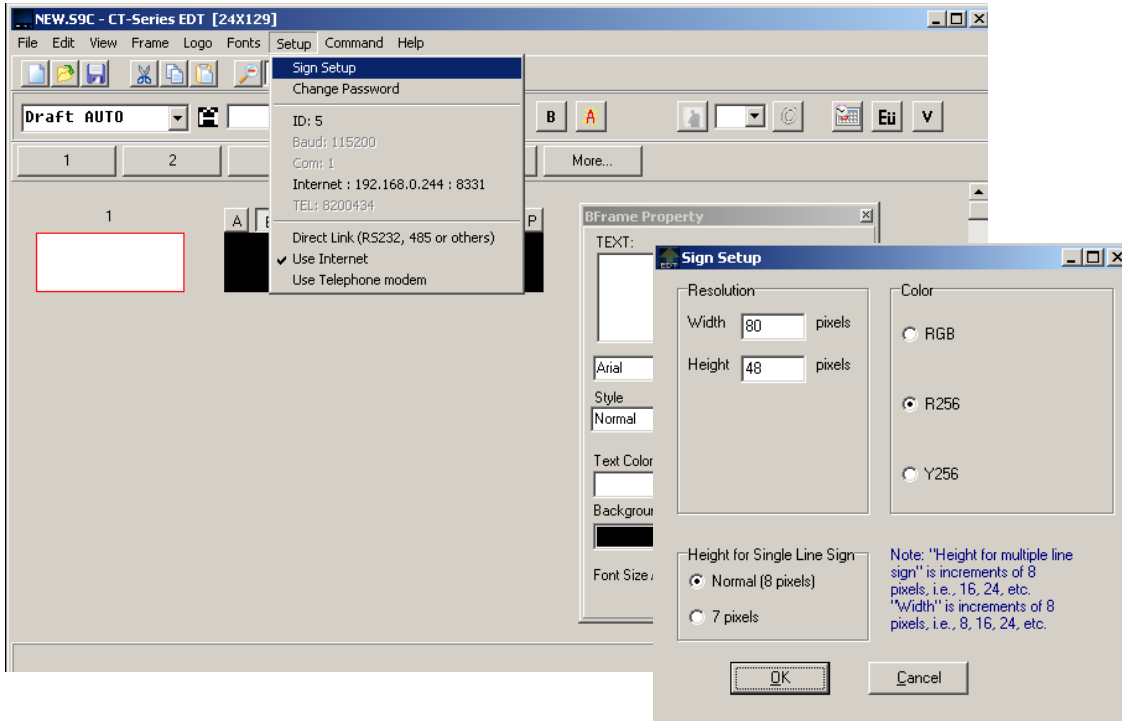 NEW.S9C - CT-Series EDT [24X129]
File Edit View Frame Logo Fonts Setup Command Help
Sign Setup
Change Password
ID: 5
Baud: 115200
Com: 1
Internet : 192.168.0.244 : 8331
TEL: 8200434
Direct Link (RS232, 485 or others)
Use Internet
Use Telephone modem
Draft AUTO
B A Eü V
1 2 More...
1
A P
BFrame Property
TEXT:
Arial
Style
Normal
Text Color
Font Size
EDT
Sign Setup
Resolution
Width 80 pixels
Height 48 pixels
Color
RGB
R256
Y256
Height for Single Line Sign
Normal (8 pixels)
7 pixels
Note: "Height for multiple line
sign" is increments of 8
pixels, i.e., 16, 24, etc.
"Width" is increments of 8
pixels, i.e., 8, 16, 24, etc.
OK Cancel